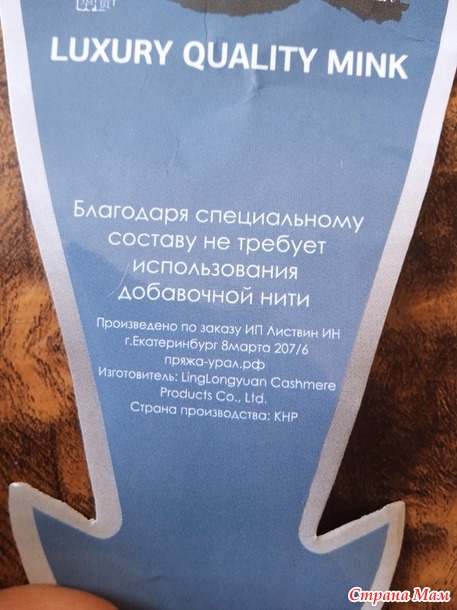 LUXURY QUALITY MINK
Благодаря специальному
составу не требует
использования
добавочной нити
Произведено по заказу ИП Листвин ИН
г.Екатеринбург 8марта 207/6
пряжа-урал.рф
Изготовитель: LingLongyuan Cashmere
Products Co., Ltd.
Страна производства: КНР
Страна Мам